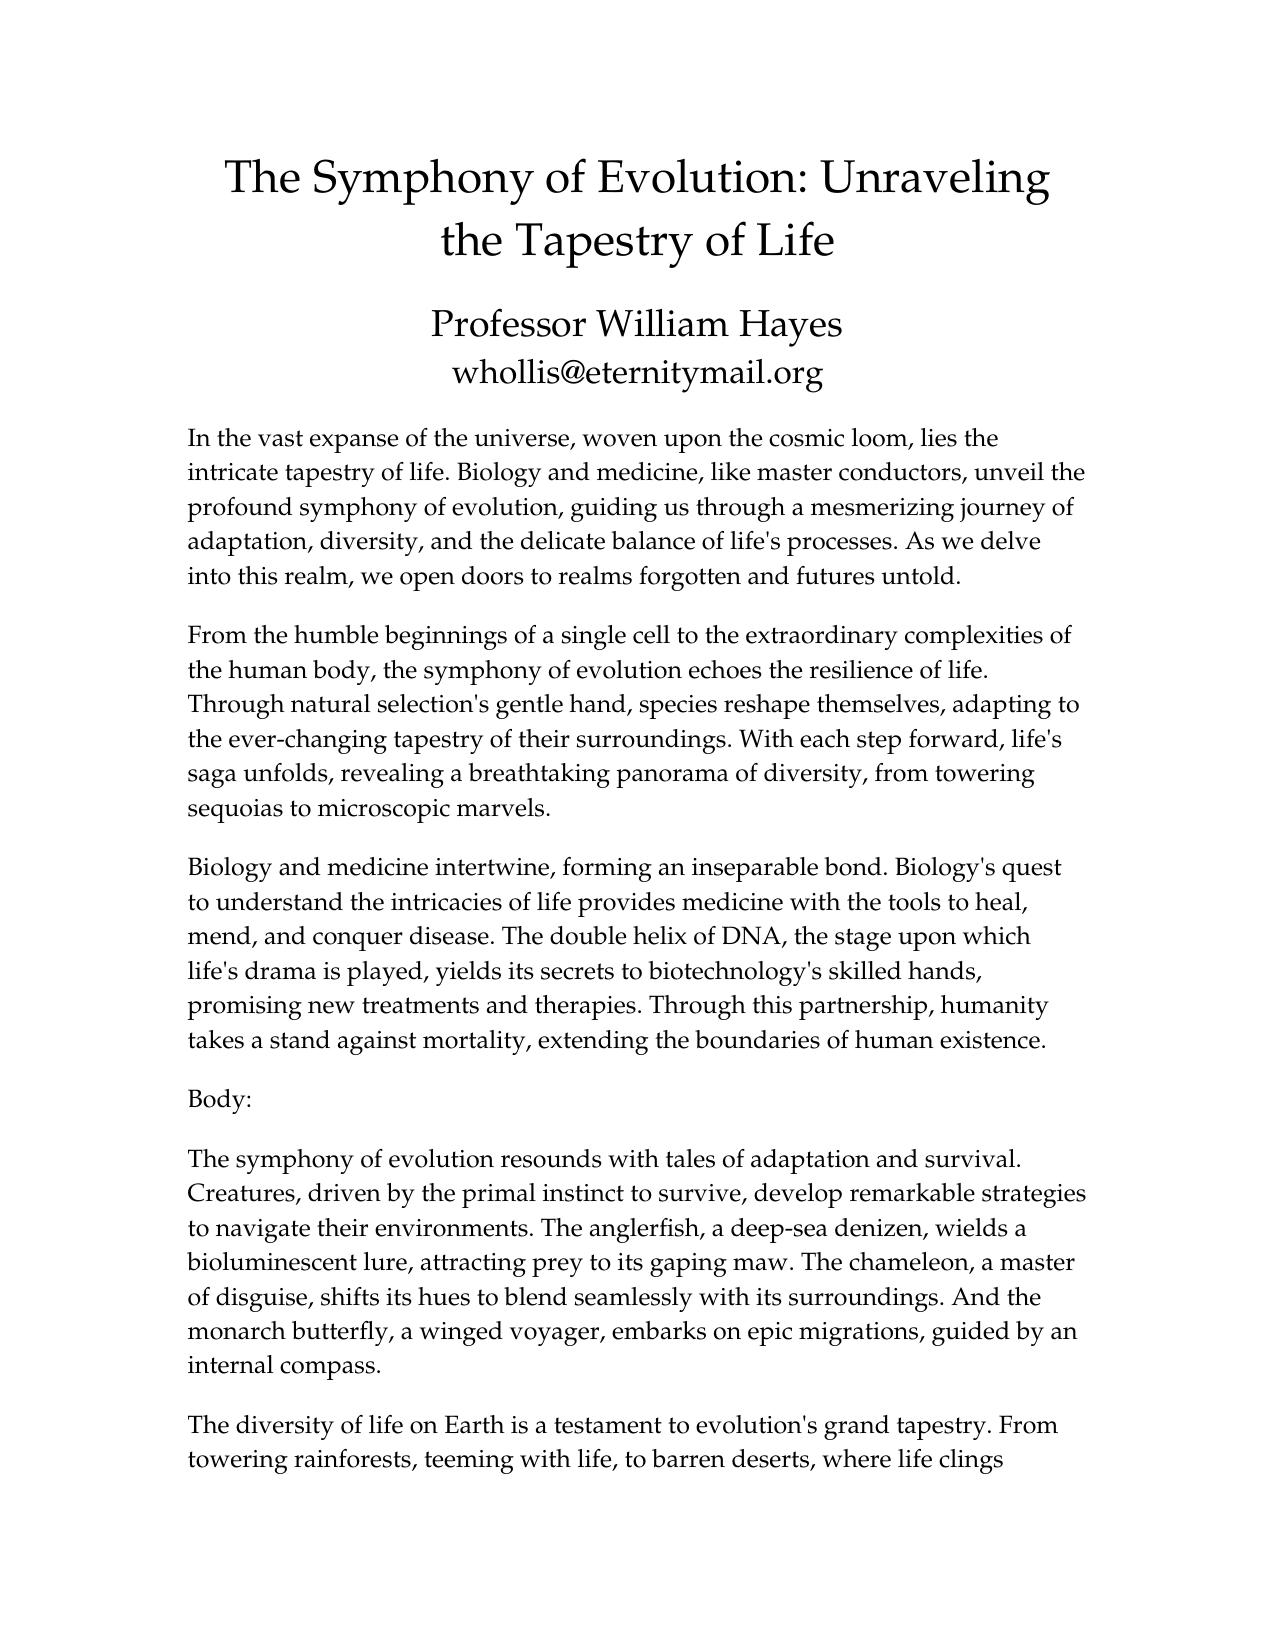 The Symphony of Evolution: Unraveling
the Tapestry of Life
Professor William Hayes
whollis@eternitymail.org
In the vast expanse of the universe, woven upon the cosmic loom, lies the
intricate tapestry of life. Biology and medicine, like master conductors, unveil the
profound symphony of evolution, guiding us through a mesmerizing journey of
adaptation, diversity, and the delicate balance of life's processes. As we delve
into this realm, we open doors to realms forgotten and futures untold.
From the humble beginnings of a single cell to the extraordinary complexities of
the human body, the symphony of evolution echoes the resilience of life.
Through natural selection's gentle hand, species reshape themselves, adapting to
the ever-changing tapestry of their surroundings. With each step forward, life's
saga unfolds, revealing a breathtaking panorama of diversity, from towering
sequoias to microscopic marvels.
Biology and medicine intertwine, forming an inseparable bond. Biology's quest
to understand the intricacies of life provides medicine with the tools to heal,
mend, and conquer disease. The double helix of DNA, the stage upon which
life's drama is played, yields its secrets to biotechnology's skilled hands,
promising new treatments and therapies. Through this partnership, humanity
takes a stand against mortality, extending the boundaries of human existence.
Body:
The symphony of evolution resounds with tales of adaptation and survival.
Creatures, driven by the primal instinct to survive, develop remarkable strategies
to navigate their environments. The anglerfish, a deep-sea denizen, wields a
bioluminescent lure, attracting prey to its gaping maw. The chameleon, a master
of disguise, shifts its hues to blend seamlessly with its surroundings. And the
monarch butterfly, a winged voyager, embarks on epic migrations, guided by an
internal compass.
The diversity of life on Earth is a testament to evolution's grand tapestry. From
towering rainforests, teeming with life, to barren deserts, where life clings